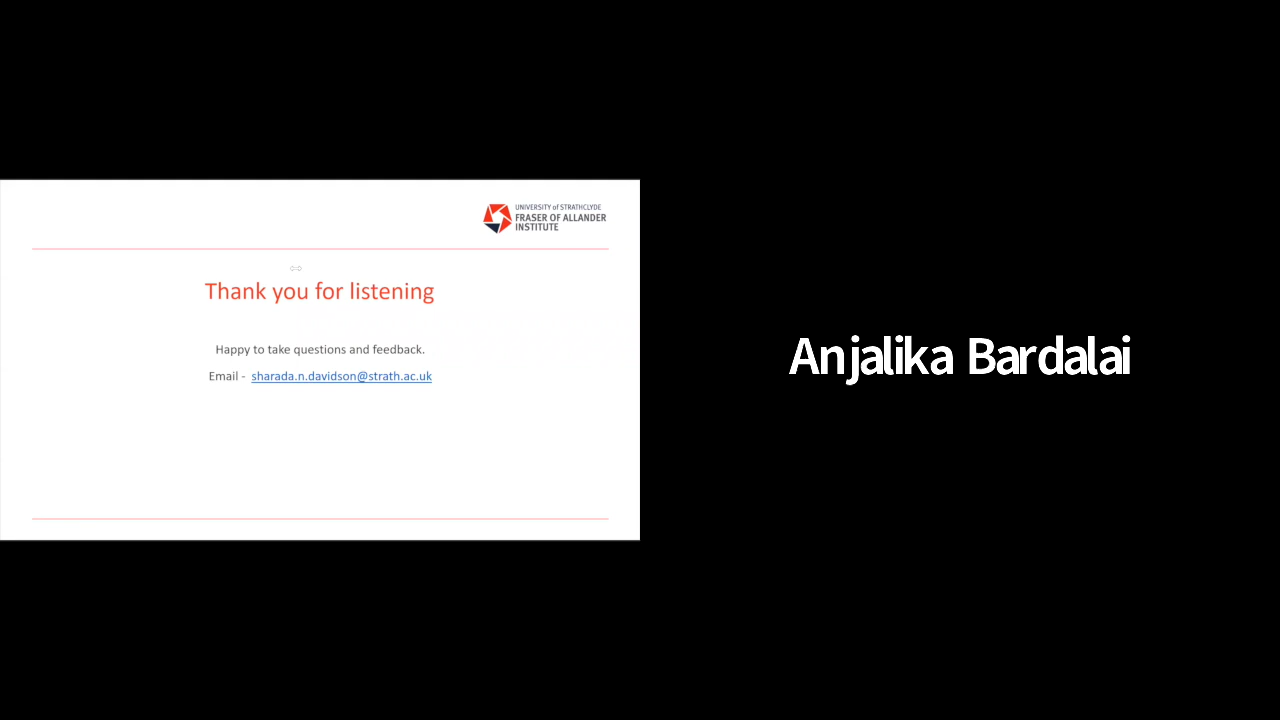 UNIVERSITY of STRATHCLYDE
FRASER OF ALLANDER
INSTITUTE
Thank you for listening
Happy to take questions and feedback.
Email - sharada.n.davidson@strath.ac.uk
Anjalika Bardalai